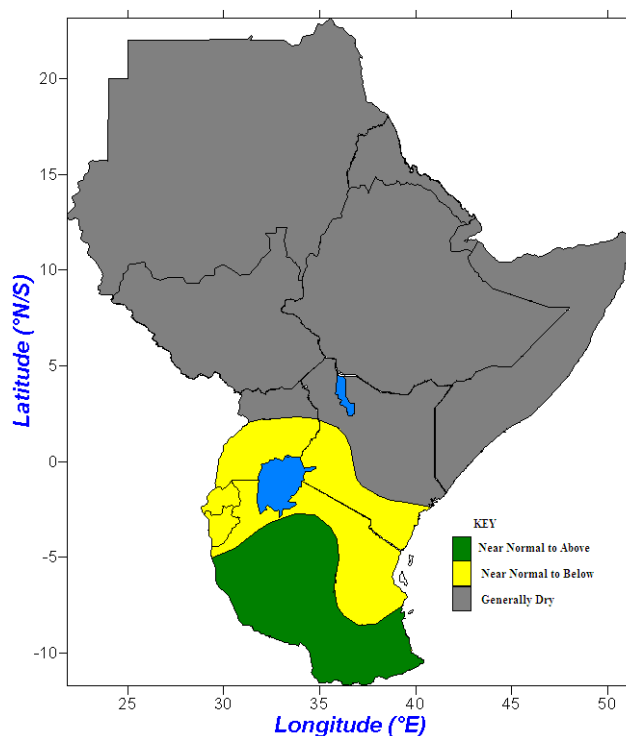 20
15
10
5
0
-5
-10
Latitude (°N/S)
KEY
Near Normal to Above
Near Normal to Below
Generally Dry
25
30
35
40
45
50
Longitude (°E)